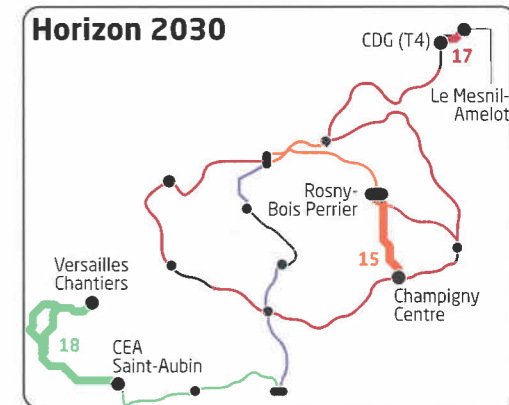 Horizon 2030
CDG (T4)
17
Le Mesnil-
Amelot
Rosny-
Bois Perrier
15
Champigny
Centre
Versailles
Chantiers
18
CEA
Saint-Aubin